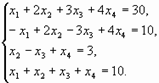 x₁ + 2x₂ + 3x₃ + 4x₄ = 30,
-x₁ + 2x₂ - 3x₃ + 4x₄ = 10,
x₂ - x₃ + x₄ = 3,
x₁ + x₂ + x₃ + x₄ = 10.